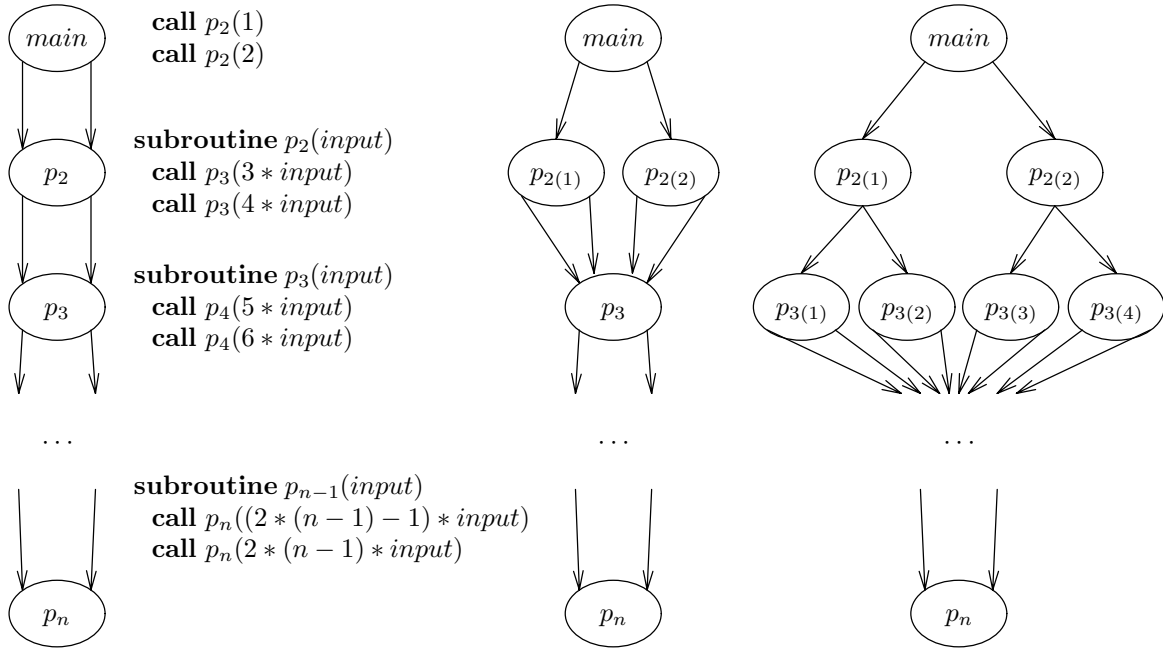 main
call p₂(1)
call p₂(2)
p₂
subroutine p₂(input)
call p₃(3 ∗ input)
call p₃(4 ∗ input)
p₃
subroutine p₃(input)
call p₄(5 ∗ input)
call p₄(6 ∗ input)
...
subroutine pₙ₋₁(input)
call pₙ((2 ∗ (n − 1) − 1) ∗ input)
call pₙ(2 ∗ (n − 1) ∗ input)
pₙ
main
p₂₍₁₎ p₂₍₂₎
p₃
...
pₙ
main
p₂₍₁₎ p₂₍₂₎
p₃₍₁₎ p₃₍₂₎ p₃₍₃₎ p₃₍₄₎
...
pₙ